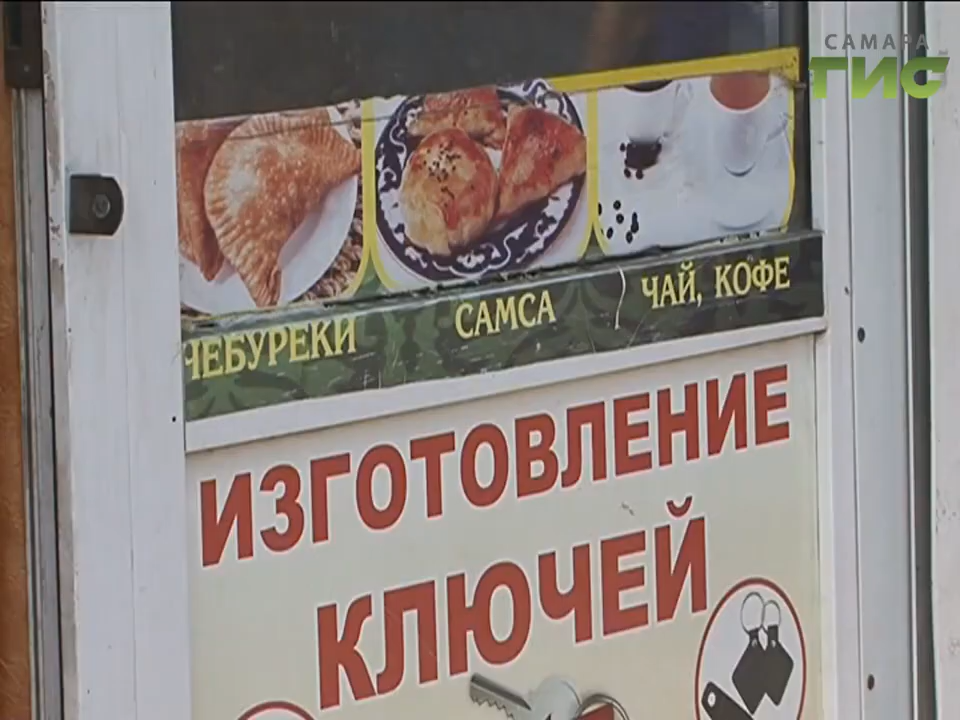 САМАРА
ГИС
ЧЕБУРЕКИ
САМСА
ЧАЙ, КОФЕ
ИЗГОТОВЛЕНИЕ
КЛЮЧЕЙ